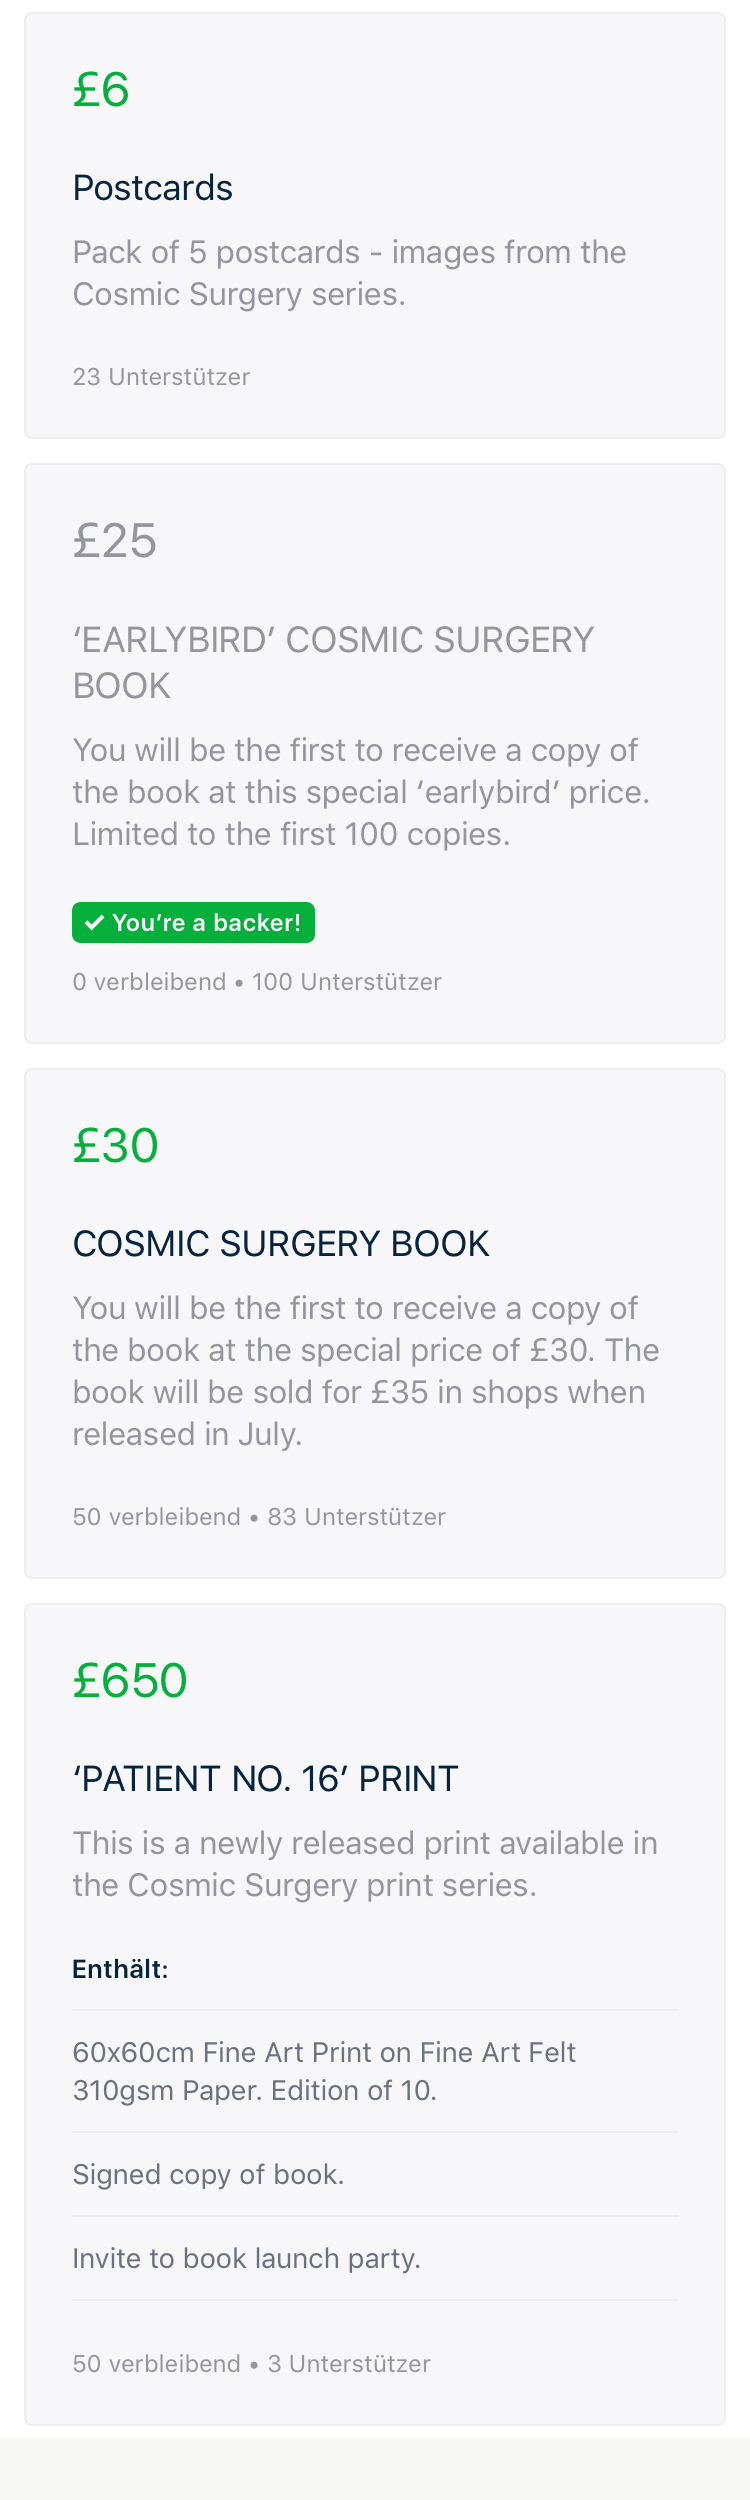 £6
Postcards
Pack of 5 postcards - images from the
Cosmic Surgery series.
23 Unterstützer
£25
‘EARLYBIRD’ COSMIC SURGERY
BOOK
You will be the first to receive a copy of
the book at this special ‘earlybird’ price.
Limited to the first 100 copies.
✓ You’re a backer!
0 verbleibend • 100 Unterstützer
£30
COSMIC SURGERY BOOK
You will be the first to receive a copy of
the book at the special price of £30. The
book will be sold for £35 in shops when
released in July.
50 verbleibend • 83 Unterstützer
£650
‘PATIENT NO. 16’ PRINT
This is a newly released print available in
the Cosmic Surgery print series.
Enthält:
60x60cm Fine Art Print on Fine Art Felt
310gsm Paper. Edition of 10.
Signed copy of book.
Invite to book launch party.
50 verbleibend • 3 Unterstützer